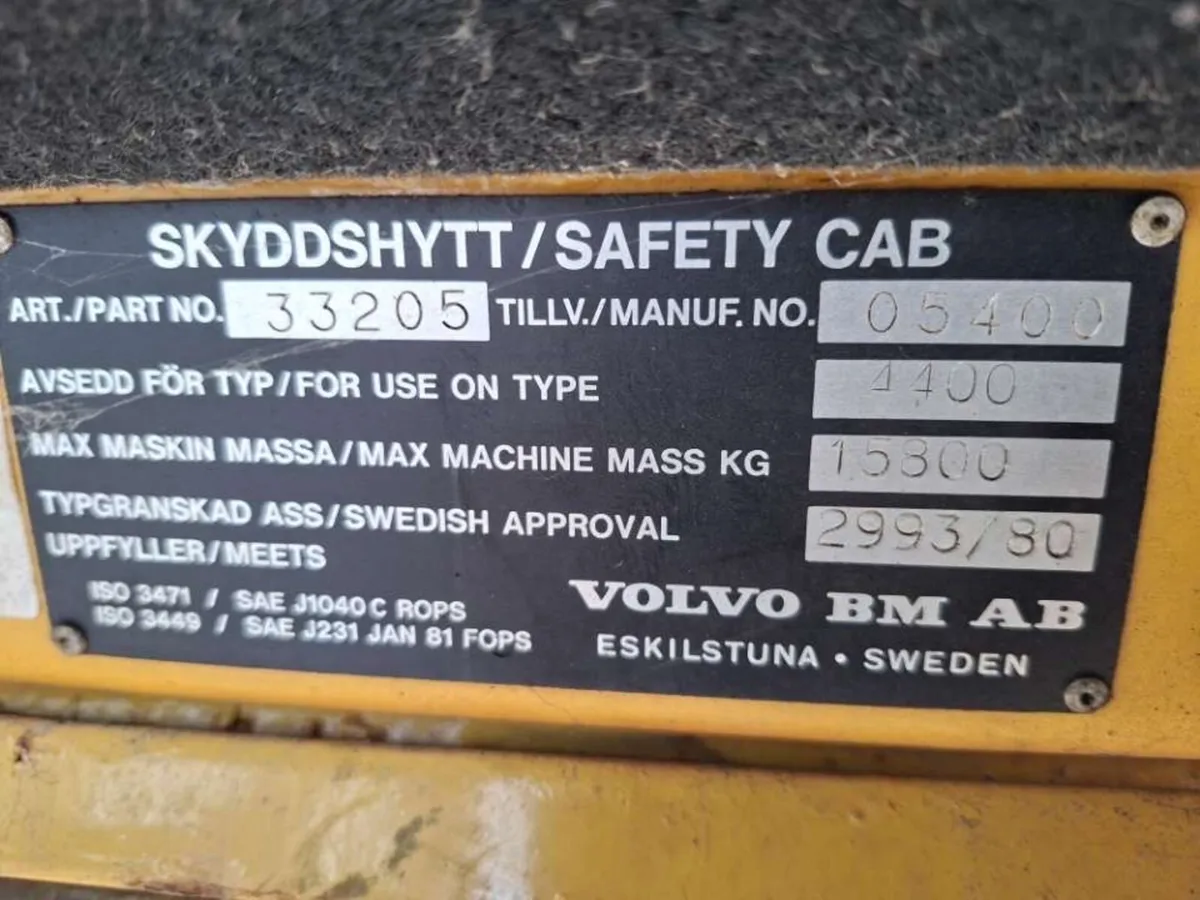 SKYDDSHYTT/SAFETY CAB
ART./PART NO. 33205 TILLV./MANUF. NO. 05400
AVSEDD FÖR TYP/FOR USE ON TYPE 4400
MAX MASKIN MASSA/MAX MACHINE MASS KG 15800
TYPGRANSKAD ASS/SWEDISH APPROVAL 2993/80
UPPFYLLER/MEETS
ISO 3471 / SAE J1040C ROPS
ISO 3449 / SAE J231 JAN 81 FOPS
VOLVO BM AB
ESKILSTUNA • SWEDEN